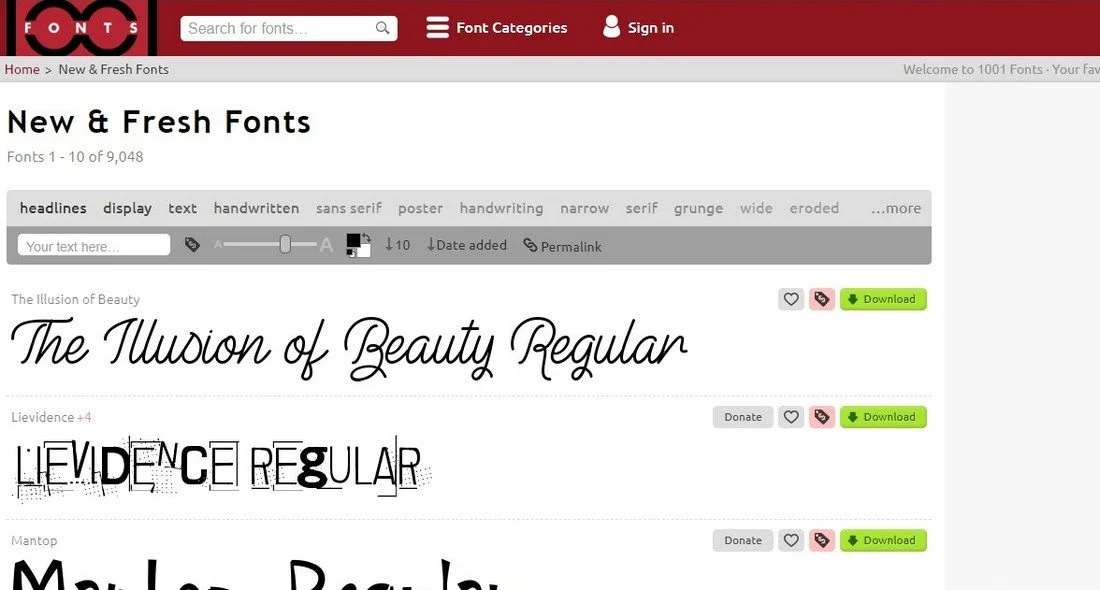 FONTS
Search for fonts...
Font Categories
Sign in
Home > New & Fresh Fonts
Welcome to 1001 Fonts · Your fav
New & Fresh Fonts
Fonts 1 - 10 of 9,048
headlines display text handwritten sans serif poster handwriting narrow serif grunge wide eroded ...more
Your text here... A A ↓10 ↓Date added Permalink
The Illusion of Beauty
Download
The Illusion of Beauty Regular
Lievidence +4
Donate Download
LIEVIDENCE REgULAR
Mantop
Donate Download
Mantop Regular